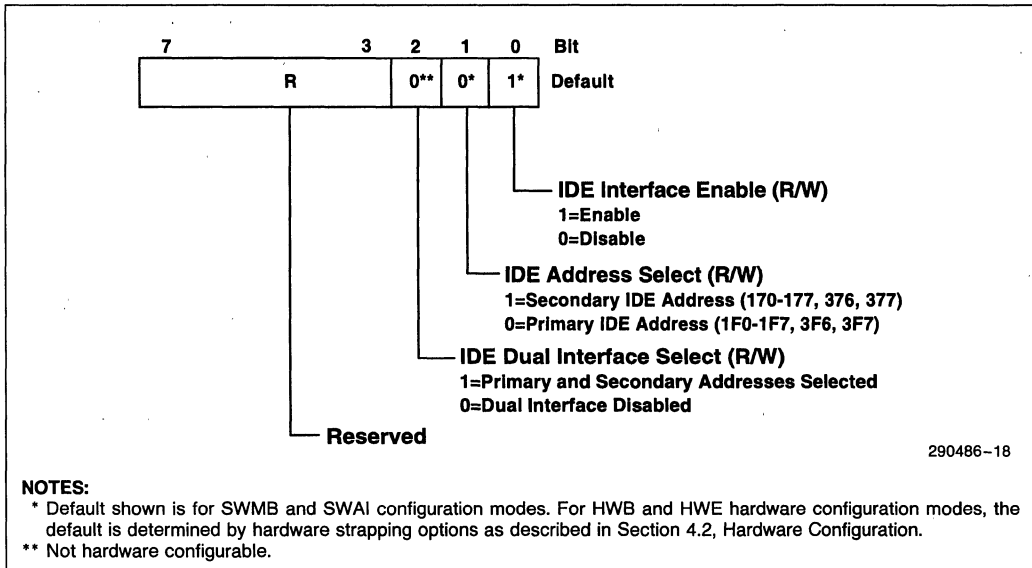 7 3 2 1 0 Bit
R 0** 0* 1* Default
IDE Interface Enable (R/W)
1=Enable
0=Disable
IDE Address Select (R/W)
1=Secondary IDE Address (170-177, 376, 377)
0=Primary IDE Address (1F0-1F7, 3F6, 3F7)
IDE Dual Interface Select (R/W)
1=Primary and Secondary Addresses Selected
0=Dual Interface Disabled
Reserved
290486-18
NOTES:
* Default shown is for SWMB and SWAI configuration modes. For HWB and HWE hardware configuration modes, the
default is determined by hardware strapping options as described in Section 4.2, Hardware Configuration.
** Not hardware configurable.